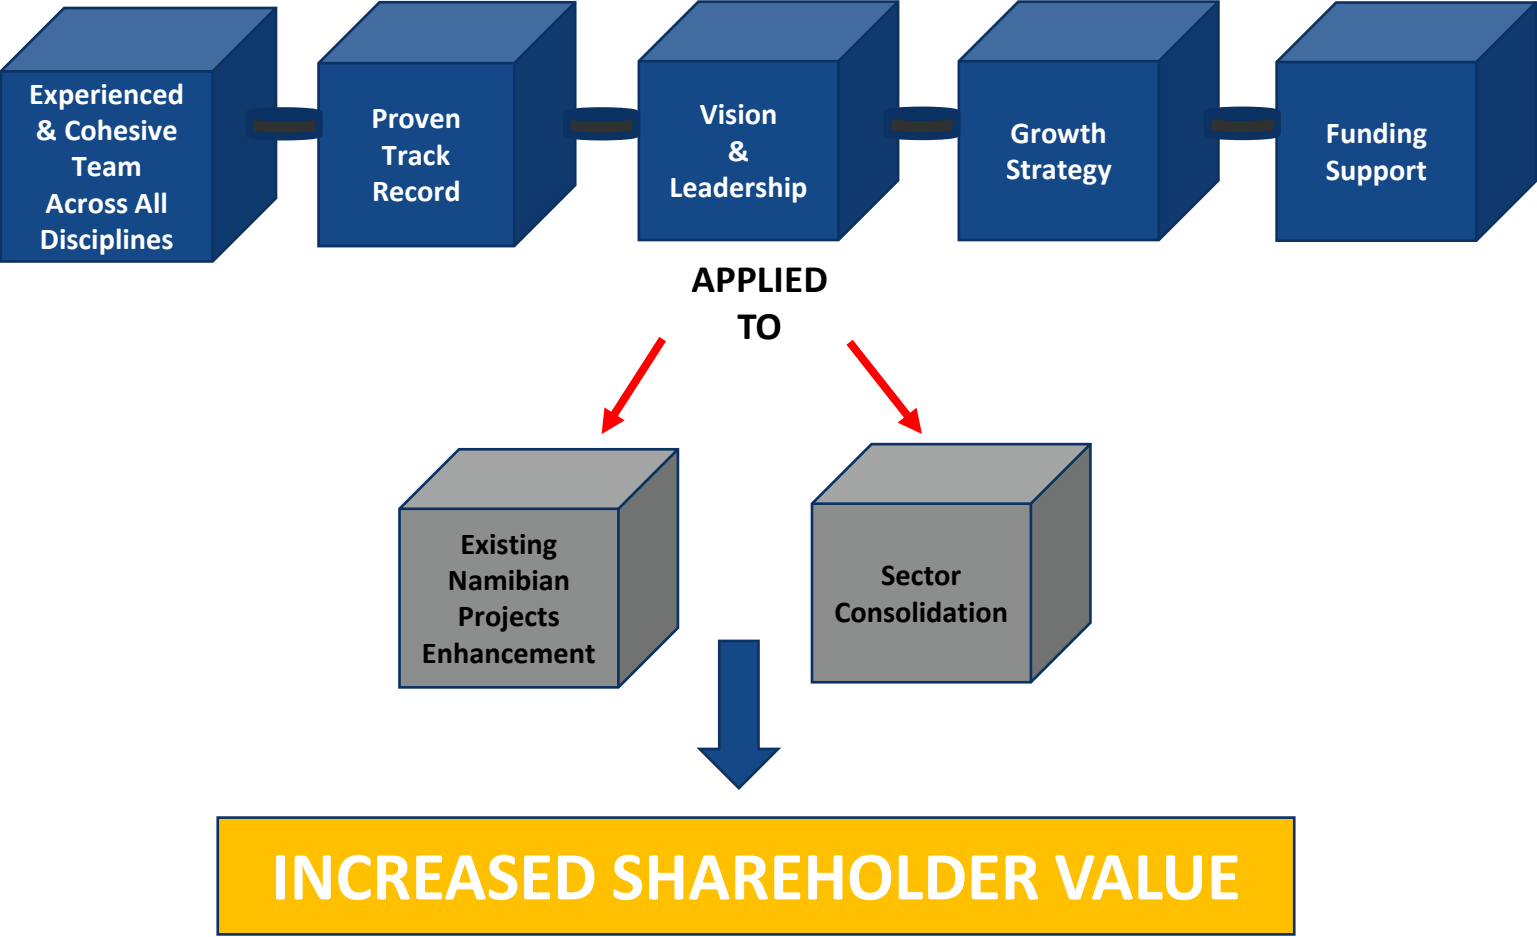 Experienced
& Cohesive
Team
Across All
Disciplines
Proven
Track
Record
Vision
&
Leadership
Growth
Strategy
Funding
Support
APPLIED
TO
Existing
Namibian
Projects
Enhancement
Sector
Consolidation
INCREASED SHAREHOLDER VALUE